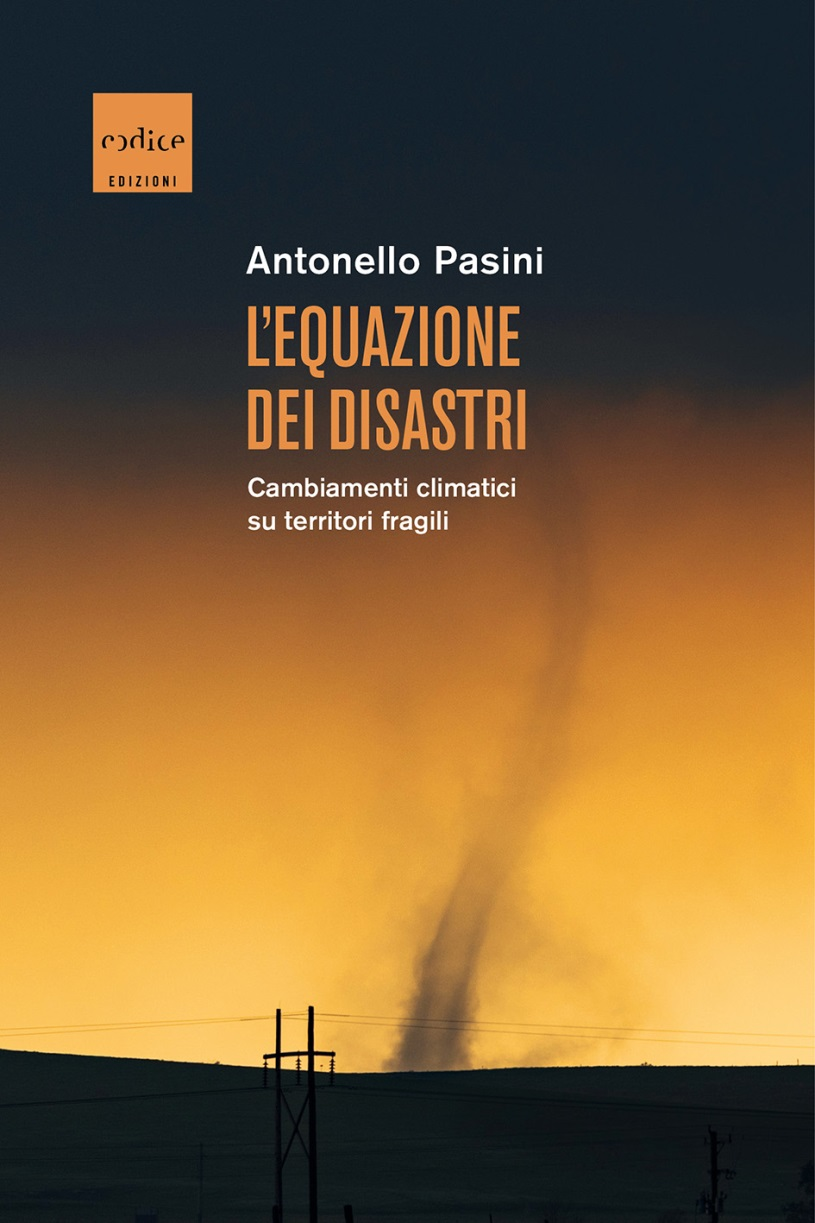 codice
EDIZIONI
Antonello Pasini
L'EQUAZIONE
DEI DISASTRI
Cambiamenti climatici
su territori fragili